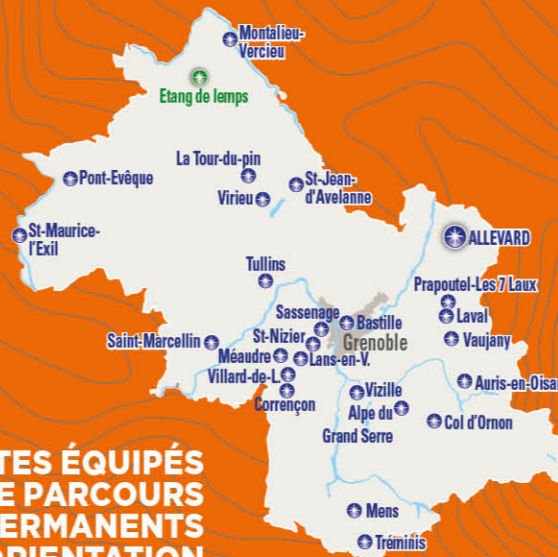 Montalieu-
Vercieu
Etang de lemps
La Tour-du-pin
Pont-Evêque
St-Jean-
d'Avelanne
Virieu
St-Maurice-
l'Exil
ALLEVARD
Tullins
Prapoutel-Les 7 Laux
Sassenage
Bastille
Laval
Saint-Marcellin
St-Nizier
Grenoble
Vaujany
Méaudre
Lans-en-V.
Villard-de-L.
Auris-en-Oisan
Corrençon
Vizille
Alpe du
Grand Serre
Col d'Ornon
TES ÉQUIPÉS
E PARCOURS
ERMANENTS
ORIENTATION
Mens
Tréminis